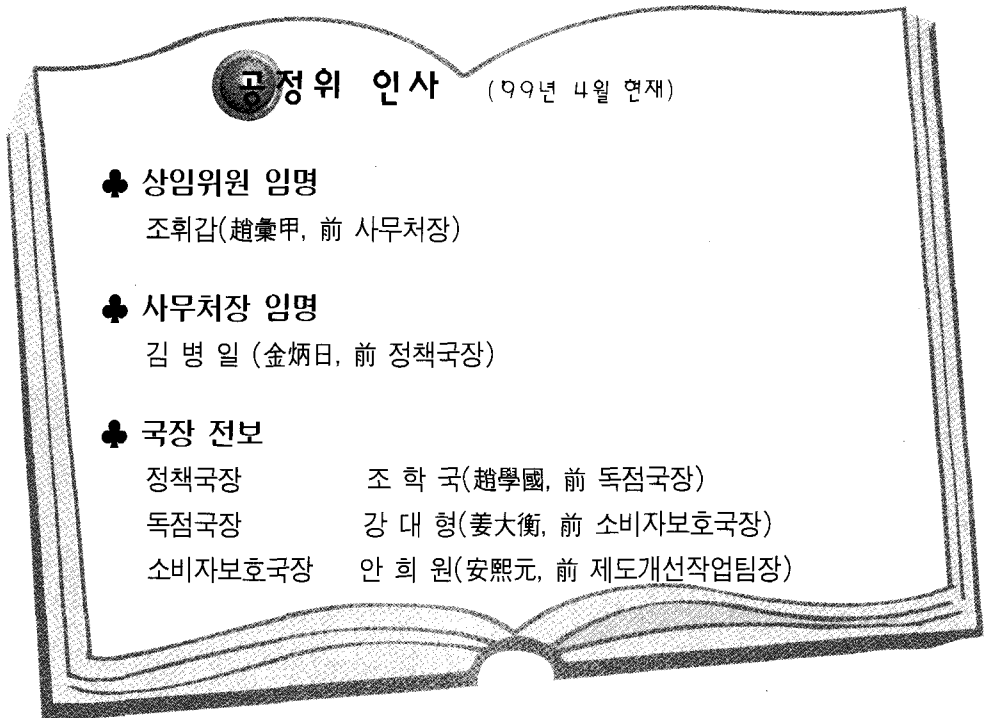 공정위 인사 ('99년 4월 현재)
♣ 상임위원 임명
조휘갑(趙彙甲, 前 사무처장)
♣ 사무처장 임명
김 병 일 (金炳日, 前 정책국장)
♣ 국장 전보
정책국장 조 학 국(趙學國, 前 독점국장)
독점국장 강 대 형(姜大衡, 前 소비자보호국장)
소비자보호국장 안 희 원(安熙元, 前 제도개선작업팀장)